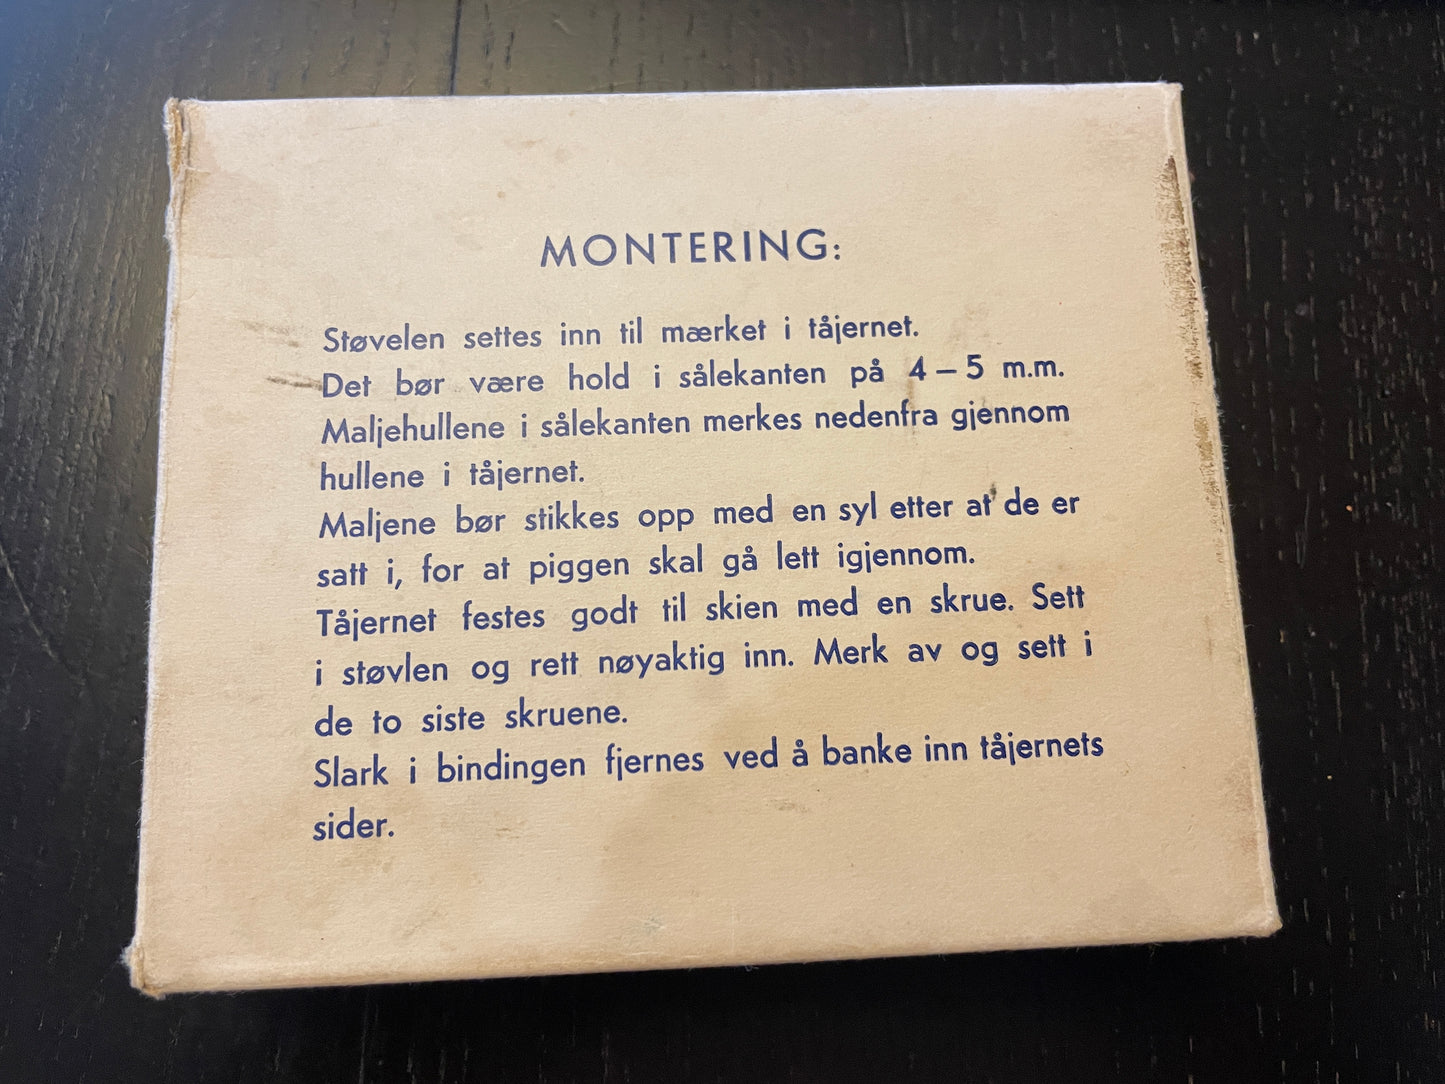 MONTERING:
Støvelen settes inn til mærket i tåjernet.
Det bør være hold i sålekanten på 4 – 5 m.m.
Maljehullene i sålekanten merkes nedenfra gjennom
hullene i tåjernet.
Maljene bør stikkes opp med en syl etter at de er
satt i, for at piggen skal gå lett igjennom.
Tåjernet festes godt til skien med en skrue. Sett
i støvlen og rett nøyaktig inn. Merk av og sett i
de to siste skruene.
Slark i bindingen fjernes ved å banke inn tåjernets
sider.